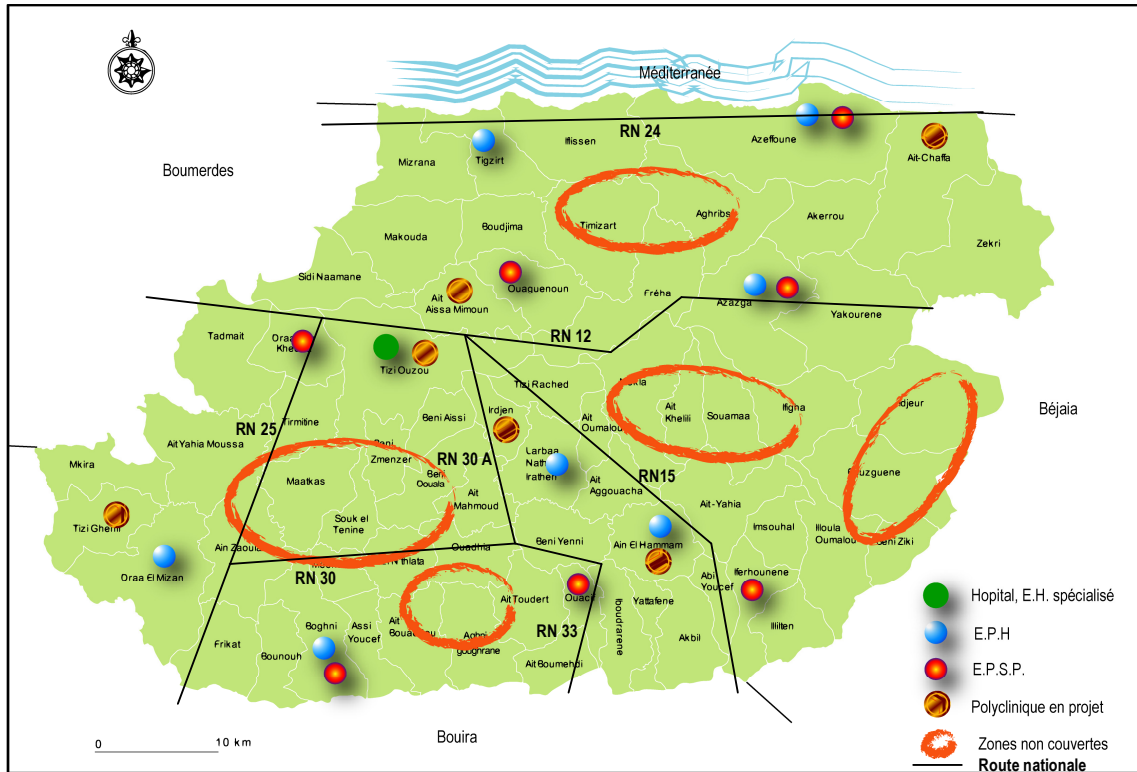 Méditerranée
RN 24
Azeffoune
Iflissen
Tigzirt
Mizrana
Ait-Chaffa
Boumerdes
Timizart
Aghribs
Akerrou
Boudjima
Makouda
Zekri
Sidi Naamane
Ouaquenoun
Ait
Aissa Mimoun
Fréha
Azazga
Yakourene
RN 12
Tadmait
Tizi Ouzou
Tizi Rached
Irdjen
Beni Aissi
Ait
Oumalou
Ait
Khelili
Souamaa
Ifigha
Béjaia
Tirmitine
RN 25
Ait Yahia Moussa
Zmenzer
RN 30 A
Larbaa
Nath
Irathen
RN15
Mkira
Maatkas
Beni
Douala
Ait
Mahmoud
Ait
Aggouacha
Ait-Yahia
Souk el
Tenine
Imsouhal
Illoula
Oumalou
Beni Ziki
Tizi Gheniff
Ain Zaouia
Ouadhia
Beni Yenni
Ain El Hammam
Draa El Mizan
RN 30
Abi
Youcef
Iferhounene
Ait Toudert
Ouacif
Yattafene
Iboudrarene
Illilten
Boghni
Assi
Youcef
Ait
RN 33
Akbil
Frikat
Bounouh
Ait Boumehdi
Bouira
0 10 km
Hopital, E.H. spécialisé
E.P.H
E.P.S.P.
Polyclinique en projet
Zones non couvertes
Route nationale